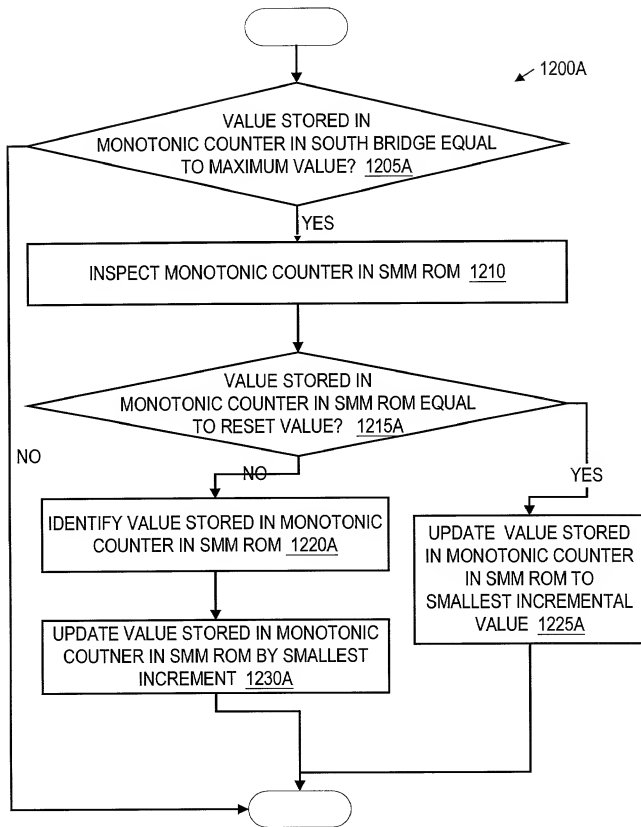 1200A
VALUE STORED IN
MONOTONIC COUNTER IN SOUTH BRIDGE EQUAL
TO MAXIMUM VALUE? 1205A
YES
INSPECT MONOTONIC COUNTER IN SMM ROM 1210
VALUE STORED IN
MONOTONIC COUNTER IN SMM ROM EQUAL
TO RESET VALUE? 1215A
NO
NO
YES
IDENTIFY VALUE STORED IN MONOTONIC
COUNTER IN SMM ROM 1220A
UPDATE VALUE STORED
IN MONOTONIC COUNTER
IN SMM ROM TO
SMALLEST INCREMENTAL
VALUE 1225A
UPDATE VALUE STORED IN MONOTONIC
COUTNER IN SMM ROM BY SMALLEST
INCREMENT 1230A